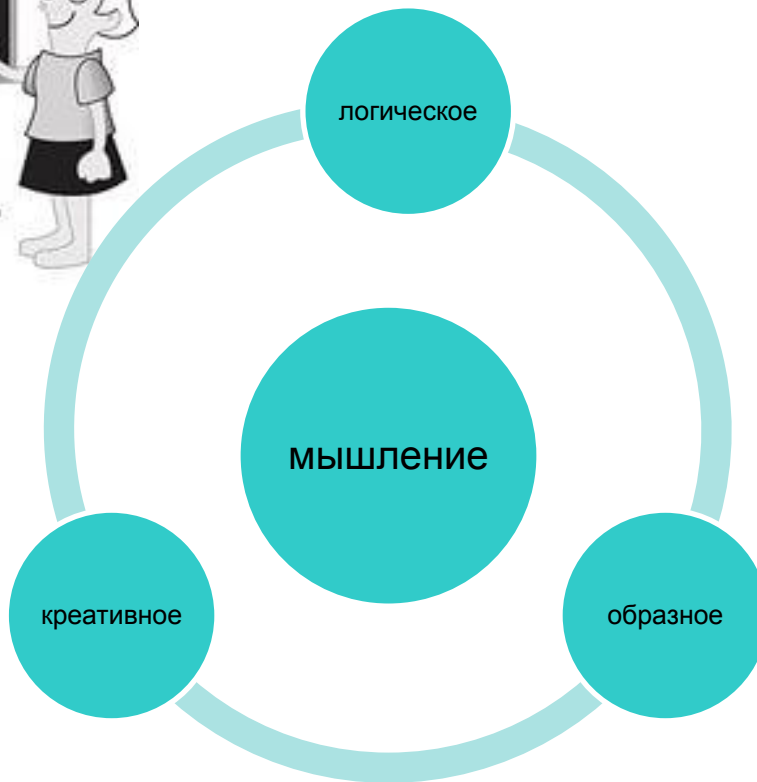 логическое
мышление
креативное
образное